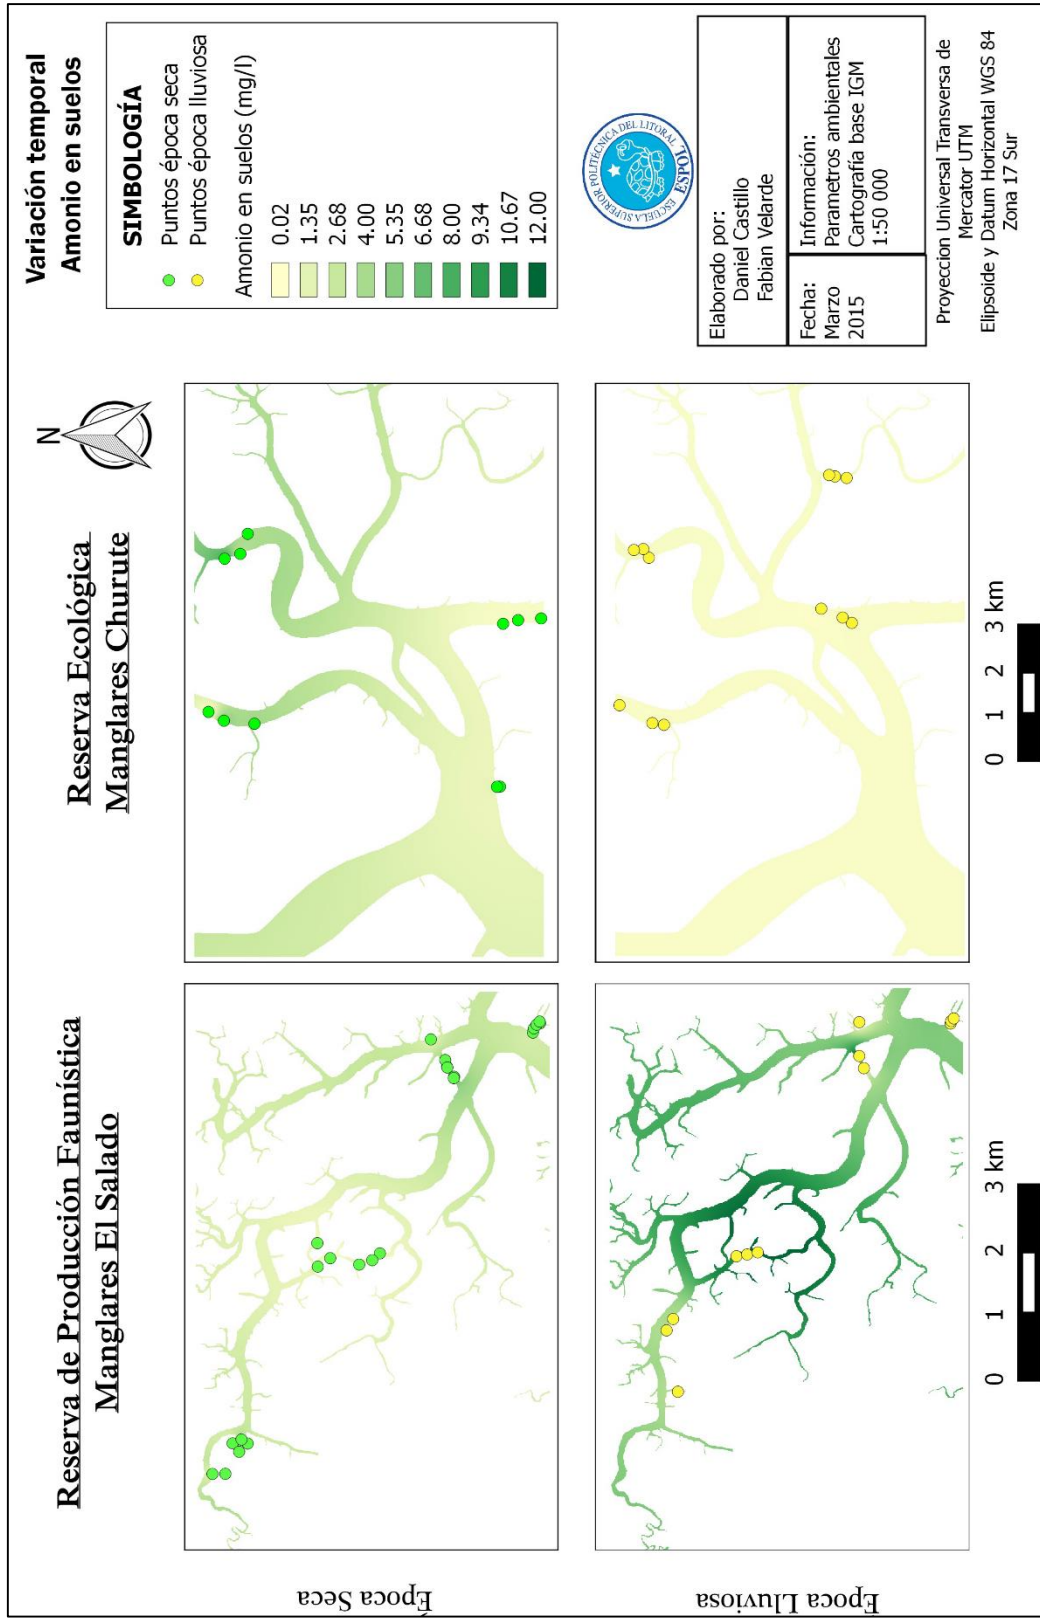 Reserva de Producción Faunística
Manglares El Salado
Reserva Ecológica
Manglares Churute
N
Variación temporal
Amonio en suelos
SIMBOLOGÍA
Puntos época seca
Puntos época lluviosa
Amonio en suelos (mg/l)
0.02
1.35
2.68
4.00
5.35
6.68
8.00
9.34
10.67
12.00
Época Seca
Época Lluviosa
0 1 2 3 km
0 1 2 3 km
ESCUELA SUPERIOR POLITÉCNICA DEL LITORAL
ESPOL
Elaborado por:
Daniel Castillo
Fabian Velarde
Fecha:
Marzo
2015
Información:
Parametros ambientales
Cartografía base IGM
1:50 000
Proyeccion Universal Transversa de
Mercator UTM
Elipsoide y Datum Horizontal WGS 84
Zona 17 Sur